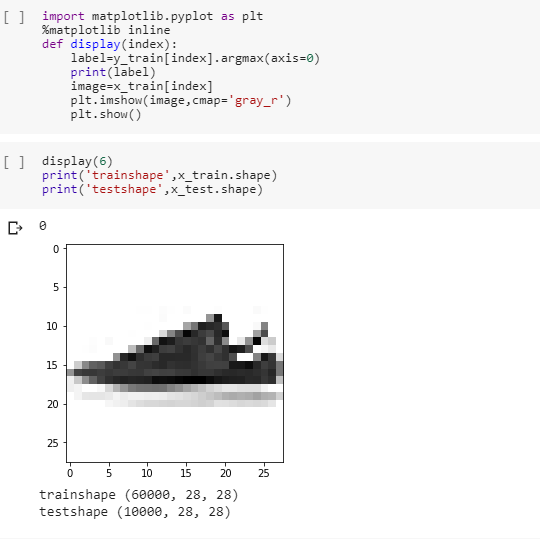 [ ] import matplotlib.pyplot as plt
%matplotlib inline
def display(index):
    label=y_train[index].argmax(axis=0)
    print(label)
    image=x_train[index]
    plt.imshow(image,cmap='gray_r')
    plt.show()
[ ] display(6)
print('trainshape',x_train.shape)
print('testshape',x_test.shape)
0
0
5
10
15
20
25
0 5 10 15 20 25
trainshape (60000, 28, 28)
testshape (10000, 28, 28)